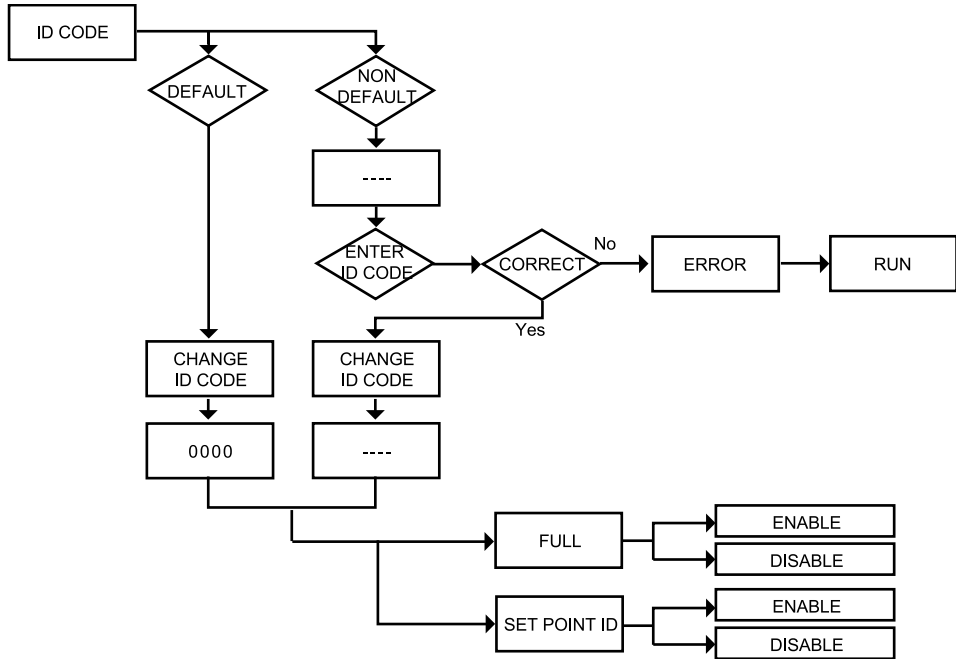 ID CODE
DEFAULT
NON
DEFAULT
----
ENTER
ID CODE
CORRECT
No
ERROR
RUN
Yes
CHANGE
ID CODE
CHANGE
ID CODE
0000
----
FULL
ENABLE
DISABLE
SET POINT ID
ENABLE
DISABLE